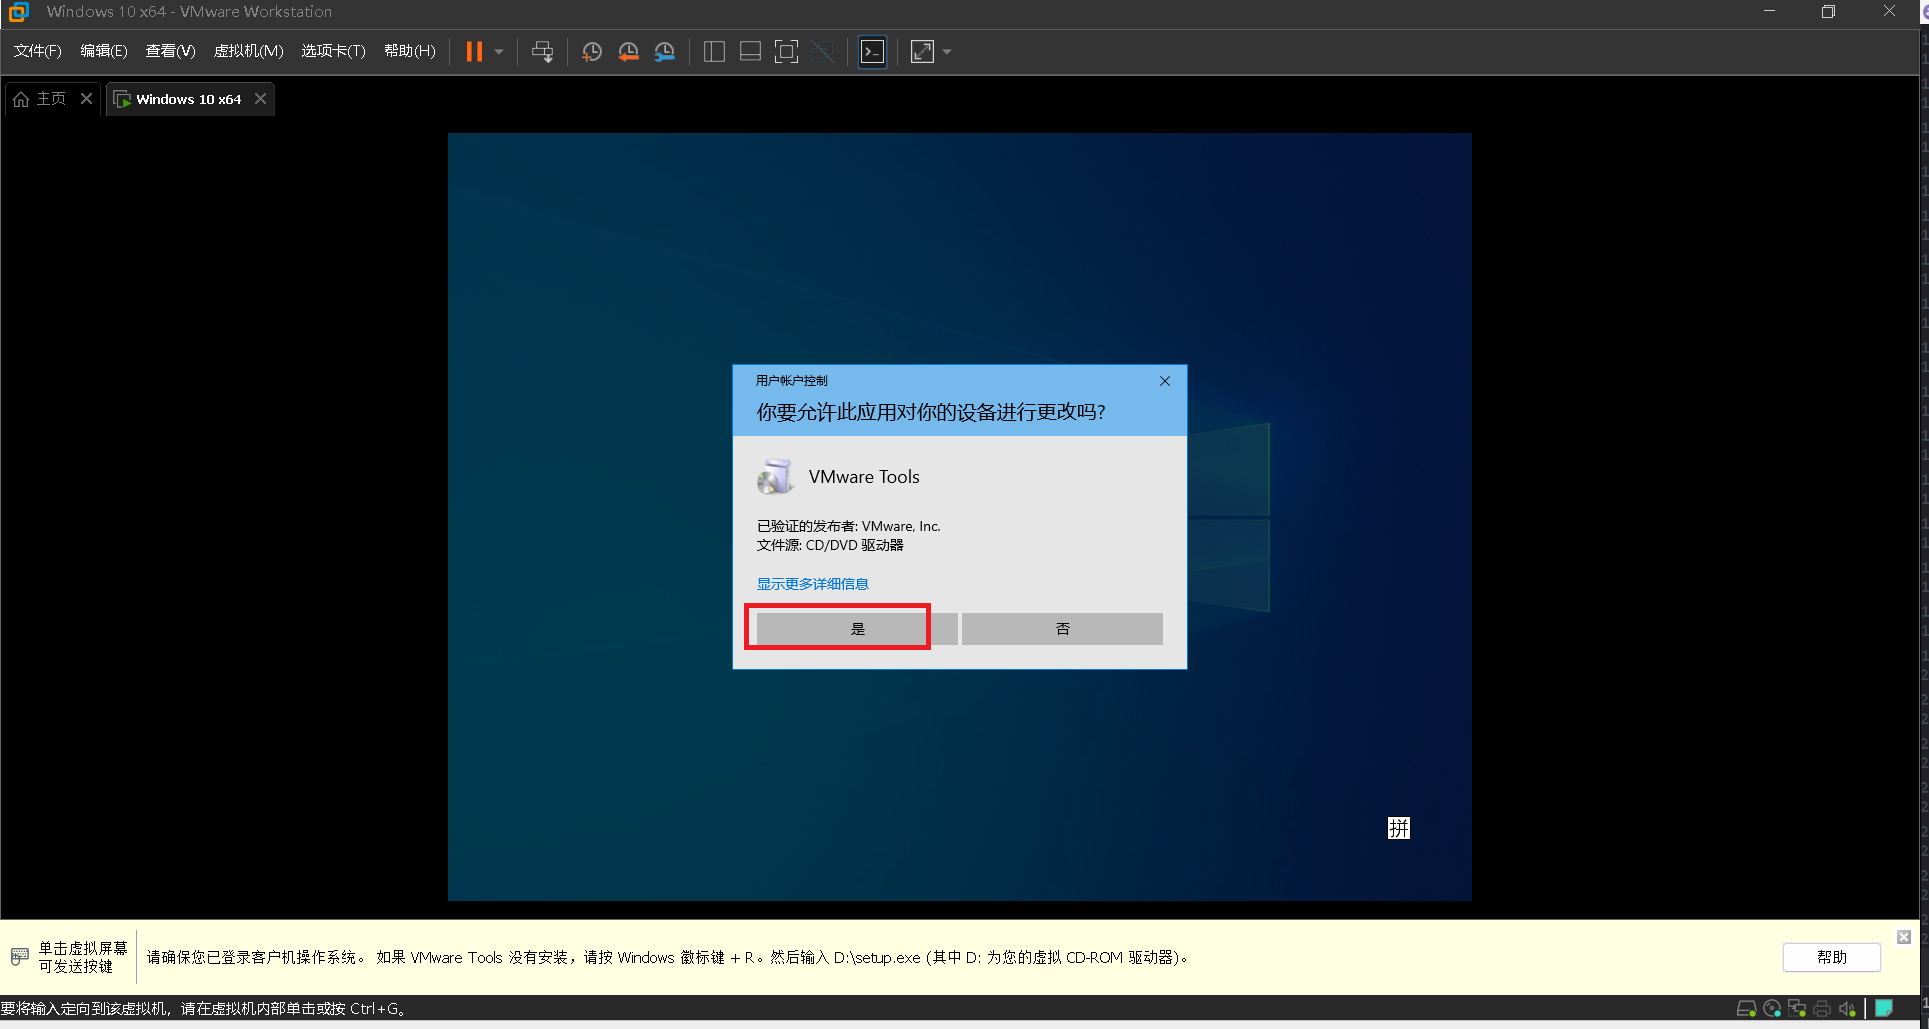 Windows 10 x64 - VMware Workstation
文件(F) 编辑(E) 查看(V) 虚拟机(M) 选项卡(T) 帮助(H)
主页 Windows 10 x64
用户帐户控制
你要允许此应用对你的设备进行更改吗?
VMware Tools
已验证的发布者: VMware, Inc.
文件源: CD/DVD 驱动器
显示更多详细信息
是 否
拼
单击虚拟屏幕
可发送按键
请确保您已登录客户机操作系统。如果 VMware Tools 没有安装，请按 Windows 徽标键 + R。然后输入 D:\setup.exe (其中 D: 为您的虚拟 CD-ROM 驱动器)。
帮助
要将输入定向到该虚拟机，请在虚拟机内部单击或按 Ctrl+G。